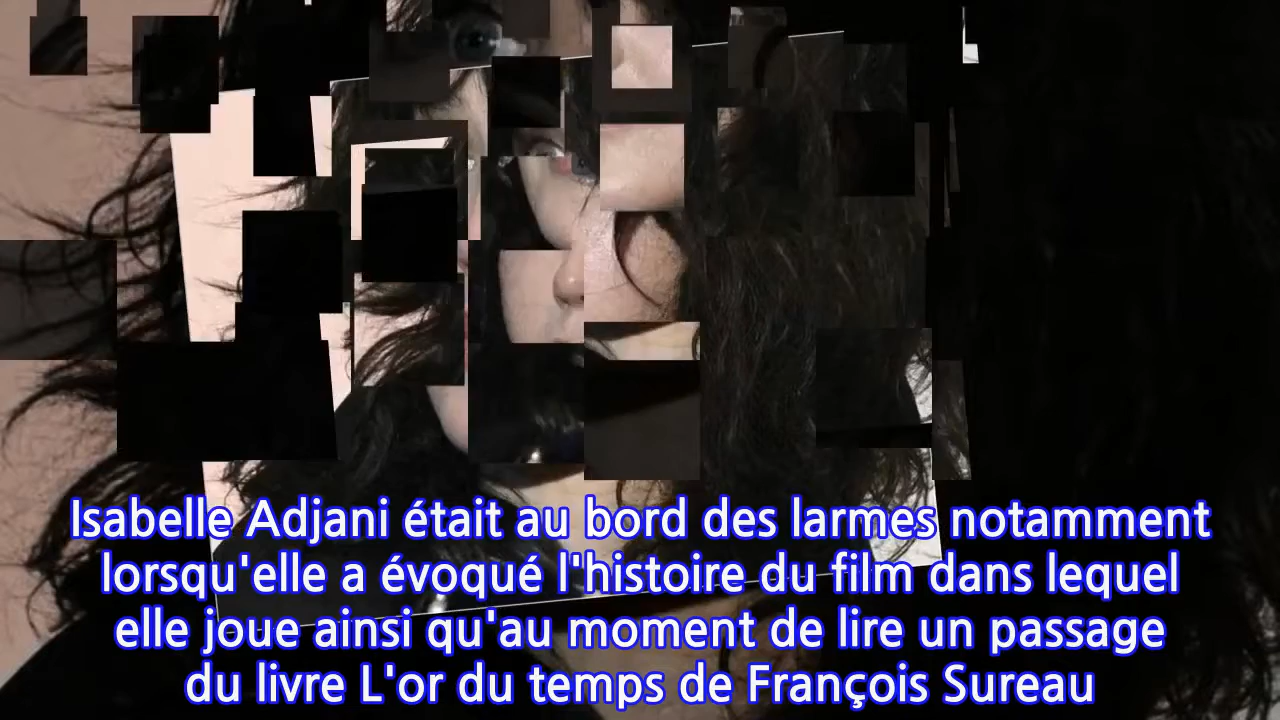 Isabelle Adjani était au bord des larmes notamment
lorsqu'elle a évoqué l'histoire du film dans lequel
elle joue ainsi qu'au moment de lire un passage
du livre L'or du temps de François Sureau